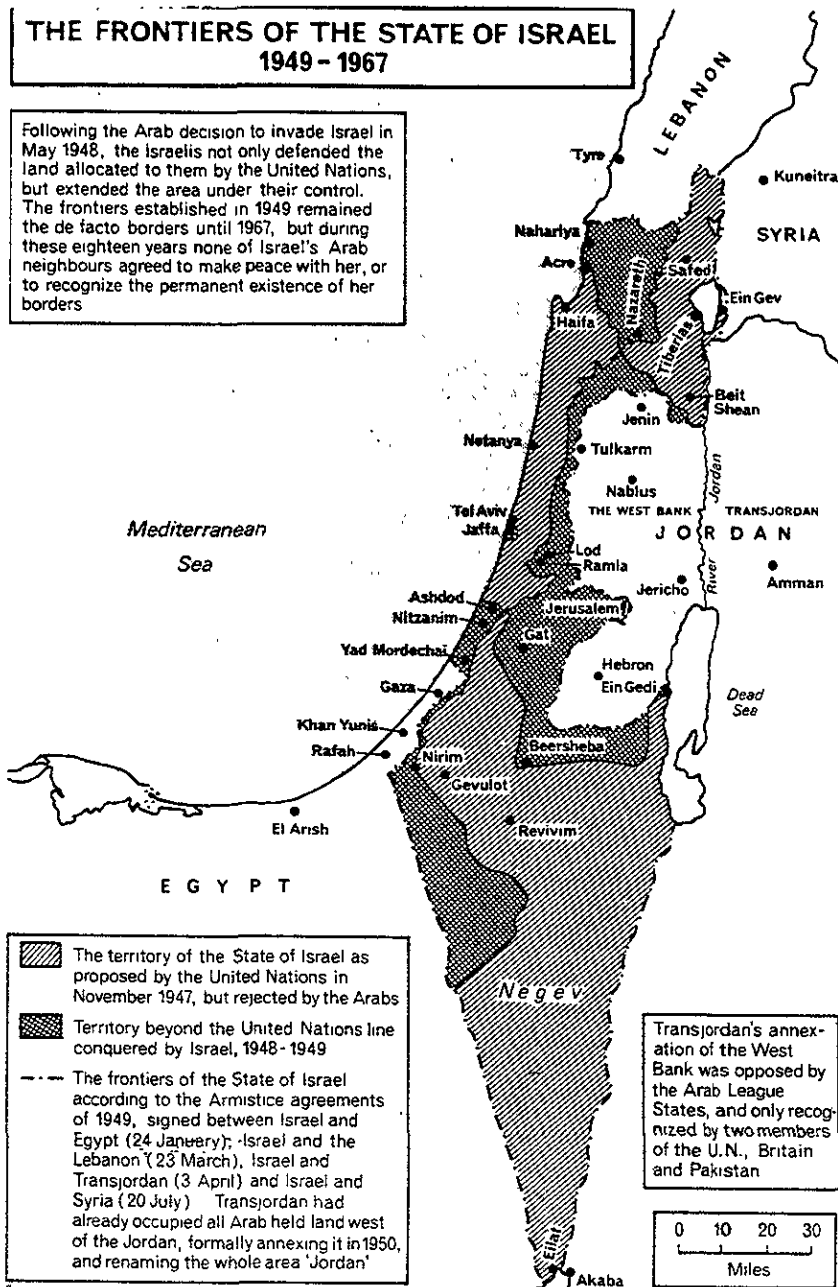 THE FRONTIERS OF THE STATE OF ISRAEL
1949-1967
Following the Arab decision to invade Israel in
May 1948, the Israelis not only defended the
land allocated to them by the United Nations,
but extended the area under their control.
The frontiers established in 1949 remained
the de facto borders until 1967, but during
these eighteen years none of Israel's Arab
neighbours agreed to make peace with her, or
to recognize the permanent existence of her
borders
LEBANON
Tyre
Kuneitra
SYRIA
Nahariya
Acre
Safed
Nazareth
Ein Gev
Haifa
Tiberias
Beit
Shean
Jenin
Netanya
Tulkarm
Nablus
Jordan
River
Mediterranean
Sea
Tel Aviv
Jaffa
THE WEST BANK
TRANSJORDAN
JORDAN
Lod
Ramla
Jericho
Amman
Ashdod
Nitzanim
Jerusalem
Gat
Yad Mordechai
Hebron
Ein Gedi
Gaza
Dead
Sea
Khan Yunis
Rafah
Nirim
Beersheba
Gevulot
El Arish
Revivim
EGYPT
Negev
The territory of the State of Israel as
proposed by the United Nations in
November 1947, but rejected by the Arabs
Territory beyond the United Nations line
conquered by Israel, 1948-1949
The frontiers of the State of Israel
according to the Armistice agreements
of 1949, signed between Israel and
Egypt (24 January); Israel and the
Lebanon (23 March), Israel and
Transjordan (3 April) and Israel and
Syria (20 July) Transjordan had
already occupied all Arab held land west
of the Jordan, formally annexing it in 1950,
and renaming the whole area 'Jordan'
Transjordan's annex-
ation of the West
Bank was opposed by
the Arab League
States, and only recog-
nized by two members
of the U.N., Britain
and Pakistan
0 10 20 30
Miles
Eilat
Akaba